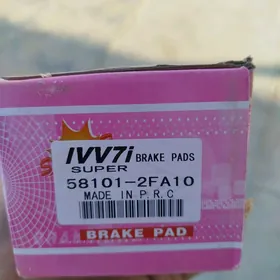 IVV7i BRAKE PADS
SUPER
58101-2FA10
MADE IN P.R.C
BRAKE PAD